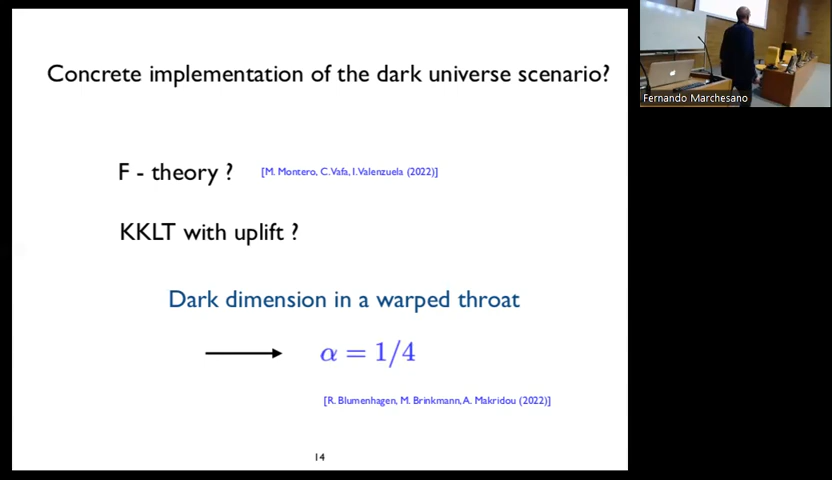 Concrete implementation of the dark universe scenario?
F - theory ? [M. Montero, C.Vafa, I.Valenzuela (2022)]
KKLT with uplift ?
Dark dimension in a warped throat
⟶ α = 1/4
[R. Blumenhagen, M. Brinkmann, A. Makridou (2022)]
14
Fernando Marchesano